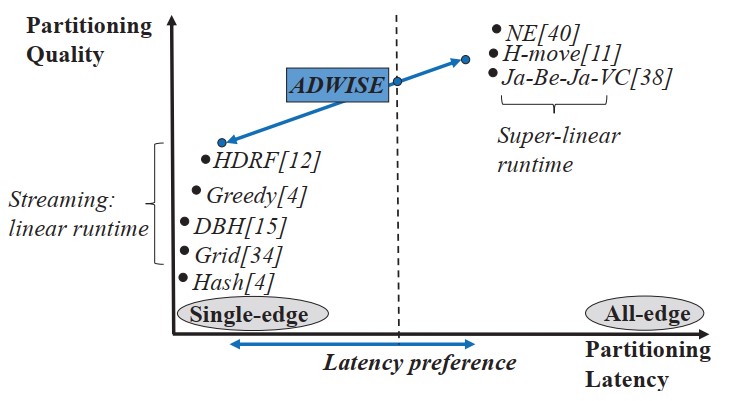 Partitioning
Quality
NE[40]
H-move[11]
Ja-Be-Ja-VC[38]
ADWISE
Super-linear
runtime
HDRF[12]
Streaming:
linear runtime
Greedy[4]
DBH[15]
Grid[34]
Hash[4]
Single-edge
All-edge
Latency preference
Partitioning
Latency